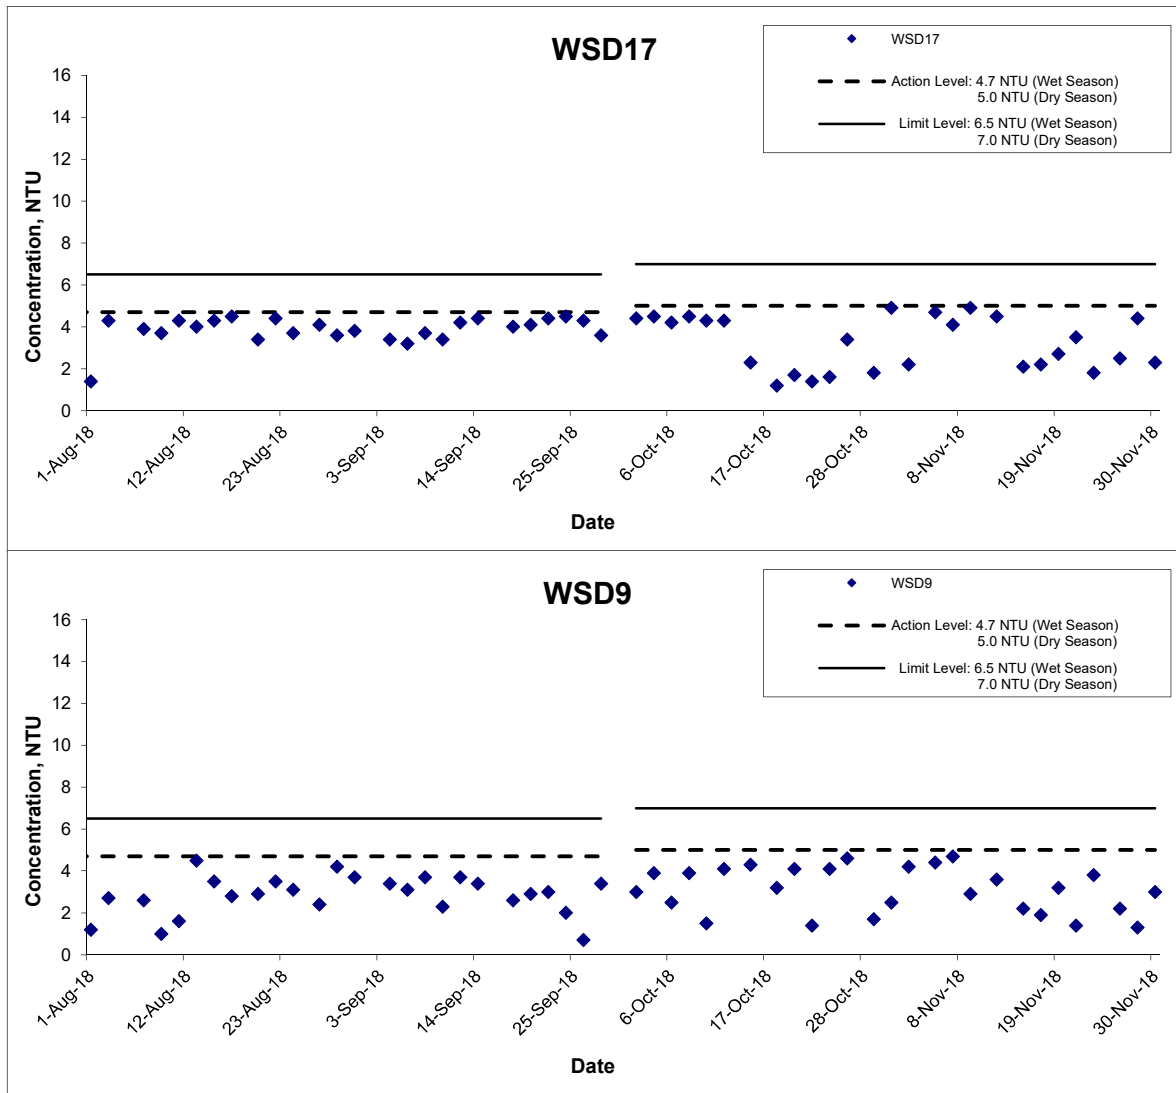 WSD17
WSD17
Action Level: 4.7 NTU (Wet Season)
5.0 NTU (Dry Season)
Limit Level: 6.5 NTU (Wet Season)
7.0 NTU (Dry Season)
Concentration, NTU
16
14
12
10
8
6
4
2
0
1-Aug-18
12-Aug-18
23-Aug-18
3-Sep-18
14-Sep-18
25-Sep-18
6-Oct-18
17-Oct-18
28-Oct-18
8-Nov-18
19-Nov-18
30-Nov-18
Date
WSD9
WSD9
Action Level: 4.7 NTU (Wet Season)
5.0 NTU (Dry Season)
Limit Level: 6.5 NTU (Wet Season)
7.0 NTU (Dry Season)
Concentration, NTU
16
14
12
10
8
6
4
2
0
1-Aug-18
12-Aug-18
23-Aug-18
3-Sep-18
14-Sep-18
25-Sep-18
6-Oct-18
17-Oct-18
28-Oct-18
8-Nov-18
19-Nov-18
30-Nov-18
Date